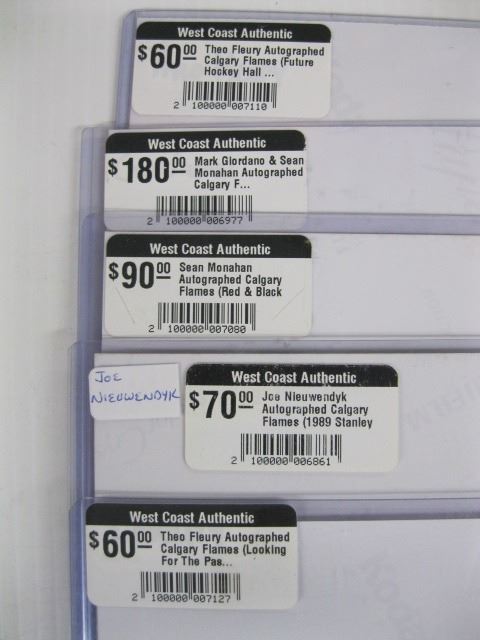 West Coast Authentic
$60.00 Theo Fleury Autographed
Calgary Flames (Future
Hockey Hall ...
2 100000 007110
West Coast Authentic
$180.00 Mark Giordano & Sean
Monahan Autographed
Calgary F...
2 100000 006977
West Coast Authentic
$90.00 Sean Monahan
Autographed Calgary
Flames (Red & Black
2 100000 007080
JOE
NIEUWENDYK
West Coast Authentic
$70.00 Joe Nieuwendyk
Autographed Calgary
Flames (1989 Stanley
2 100000 006861
West Coast Authentic
$60.00 Theo Fleury Autographed
Calgary Flames (Looking
For The Pas...
2 100000 007127